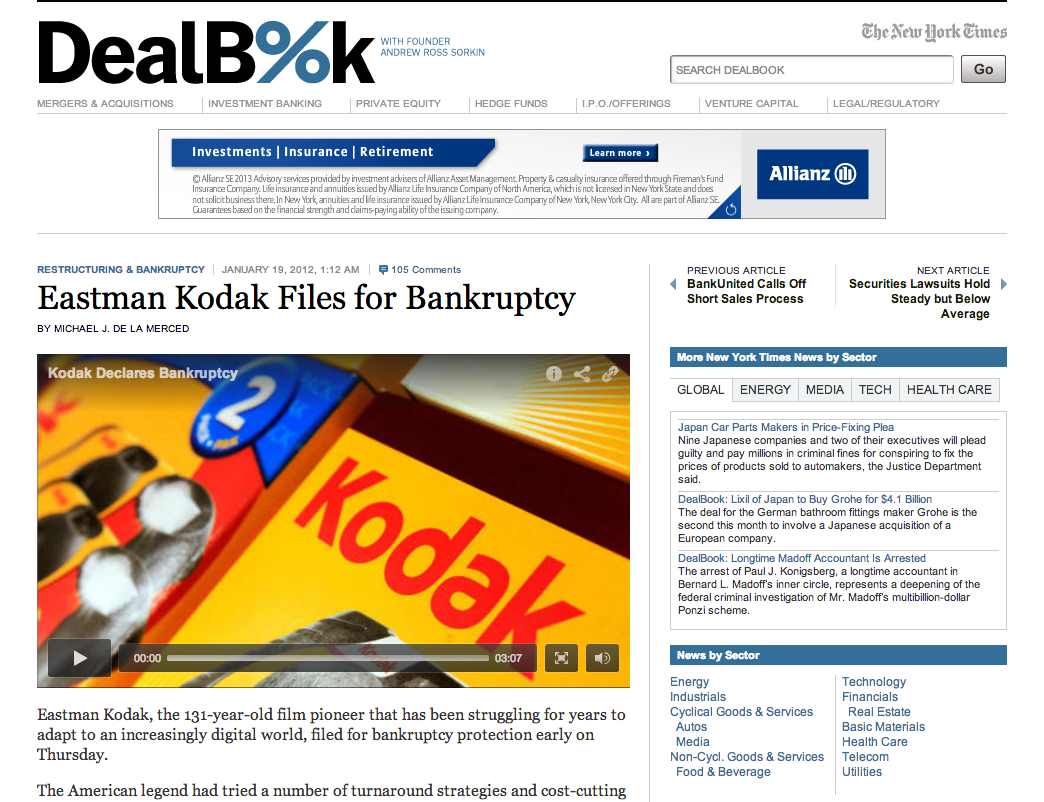 DealB%k
WITH FOUNDER
ANDREW ROSS SORKIN
The New York Times
SEARCH DEALBOOK
Go
MERGERS & ACQUISITIONS
INVESTMENT BANKING
PRIVATE EQUITY
HEDGE FUNDS
I.P.O./OFFERINGS
VENTURE CAPITAL
LEGAL/REGULATORY
Investments | Insurance | Retirement
Learn more ›
© Allianz SE 2013 Advisory services provided by investment advisers of Allianz Asset Management. Property & casualty insurance offered through Fireman's Fund
Insurance Company. Life insurance and annuities issued by Allianz Life Insurance Company of North America, which is not licensed in New York State and does
not solicit business there. In New York, annuities and life insurance issued by Allianz Life Insurance Company of New York, New York City. All are part of Allianz SE.
Guarantees based on the financial strength and claims-paying ability of the issuing company.
Allianz
RESTRUCTURING & BANKRUPTCY
JANUARY 19, 2012, 1:12 AM
105 Comments
Eastman Kodak Files for Bankruptcy
BY MICHAEL J. DE LA MERCED
Kodak Declares Bankruptcy
2
PACK
Kodak
Kodak
00:00
03:07
Eastman Kodak, the 131-year-old film pioneer that has been struggling for years to
adapt to an increasingly digital world, filed for bankruptcy protection early on
Thursday.
The American legend had tried a number of turnaround strategies and cost-cutting
PREVIOUS ARTICLE
BankUnited Calls Off
Short Sales Process
NEXT ARTICLE
Securities Lawsuits Hold
Steady but Below
Average
More New York Times News by Sector
GLOBAL
ENERGY
MEDIA
TECH
HEALTH CARE
Japan Car Parts Makers in Price-Fixing Plea
Nine Japanese companies and two of their executives will plead
guilty and pay millions in criminal fines for conspiring to fix the
prices of products sold to automakers, the Justice Department
said.
DealBook: Lixil of Japan to Buy Grohe for $4.1 Billion
The deal for the German bathroom fittings maker Grohe is the
second this month to involve a Japanese acquisition of a
European company.
DealBook: Longtime Madoff Accountant Is Arrested
The arrest of Paul J. Konigsberg, a longtime accountant in
Bernard L. Madoff's inner circle, represents a deepening of the
federal criminal investigation of Mr. Madoff's multibillion-dollar
Ponzi scheme.
News by Sector
Energy
Industrials
Cyclical Goods & Services
Autos
Media
Non-Cycl. Goods & Services
Food & Beverage
Technology
Financials
Real Estate
Basic Materials
Health Care
Telecom
Utilities